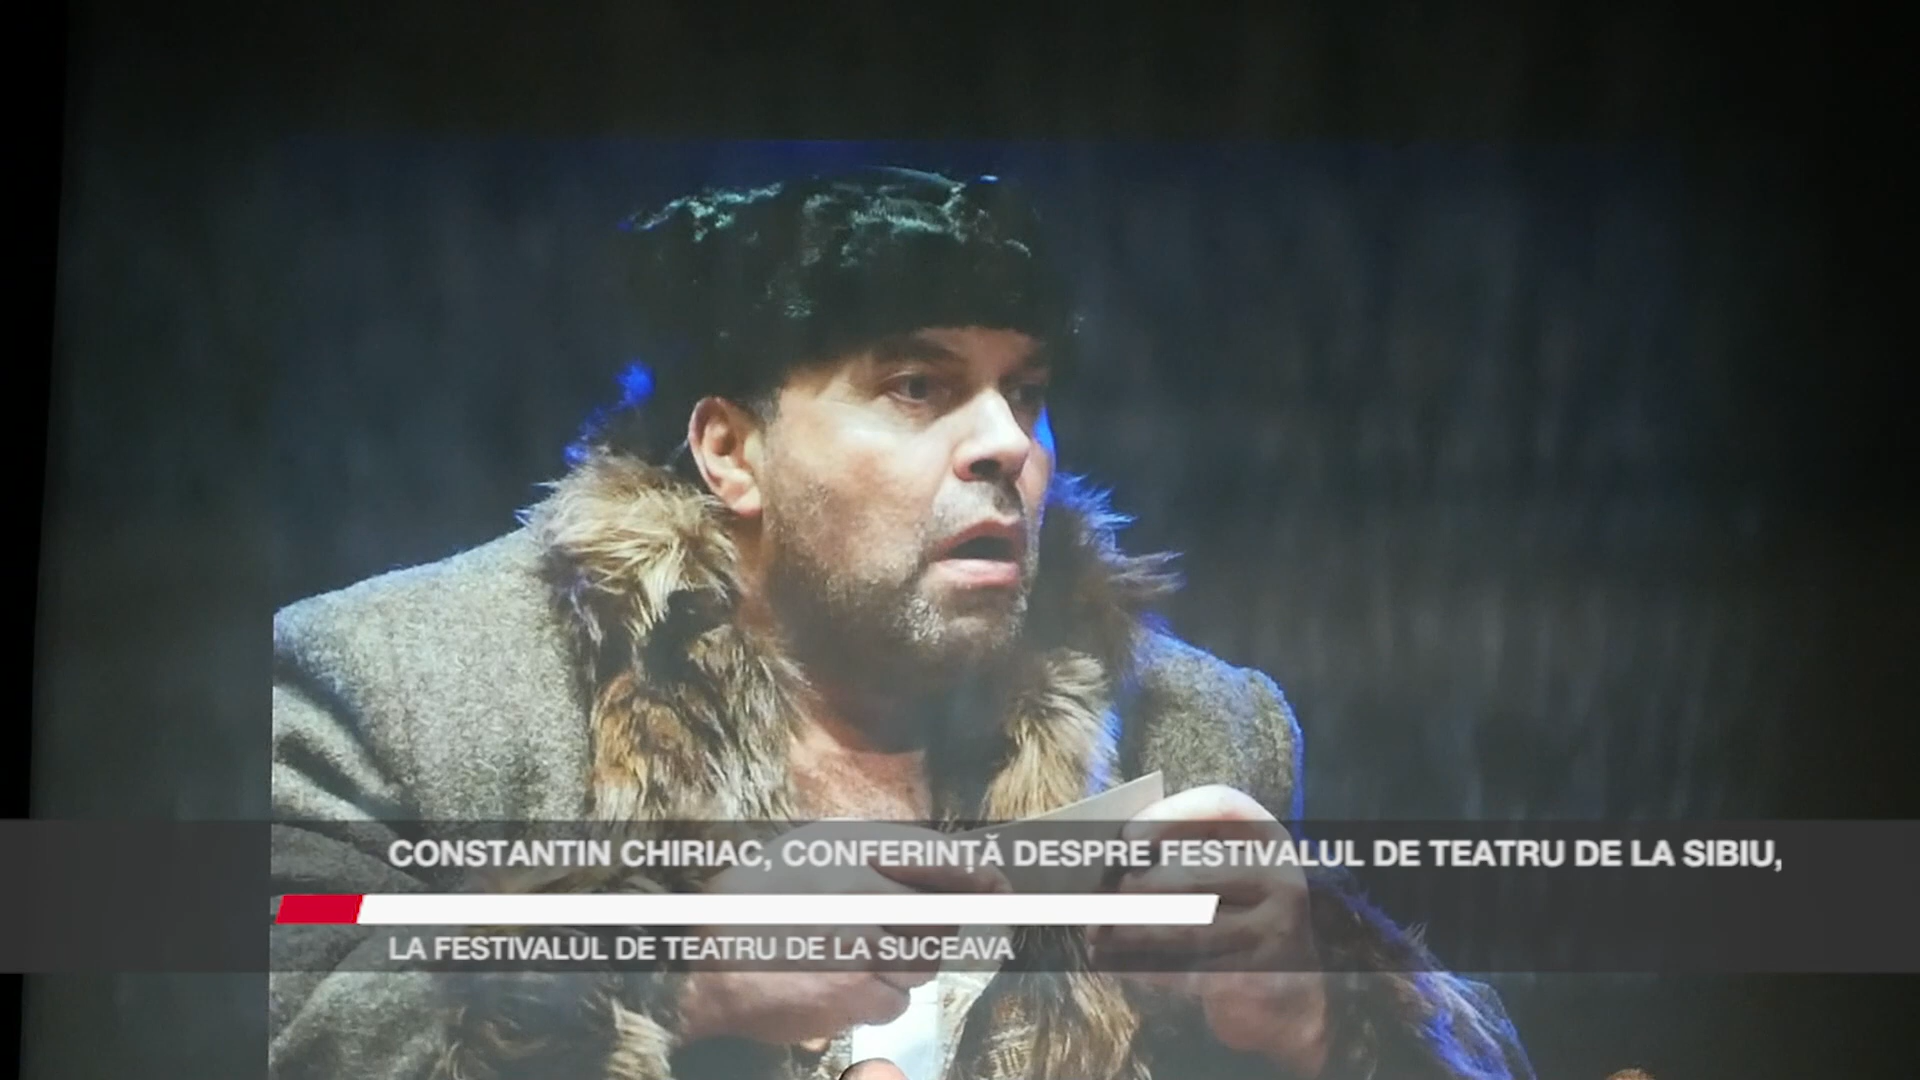 CONSTANTIN CHIRIAC, CONFERINȚĂ DESPRE FESTIVALUL DE TEATRU DE LA SIBIU,
LA FESTIVALUL DE TEATRU DE LA SUCEAVA